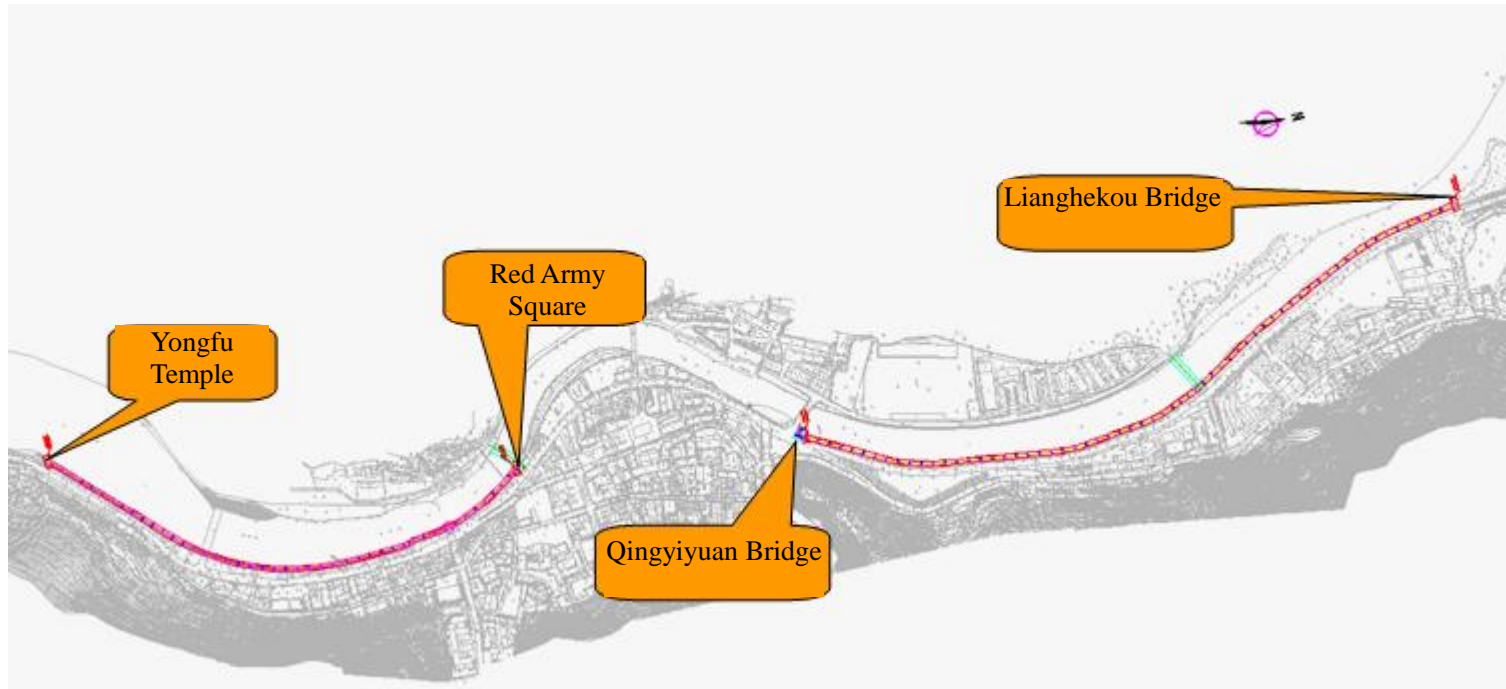 Yongfu
Temple
Red Army
Square
Qingyiyuan Bridge
Lianghekou Bridge
N